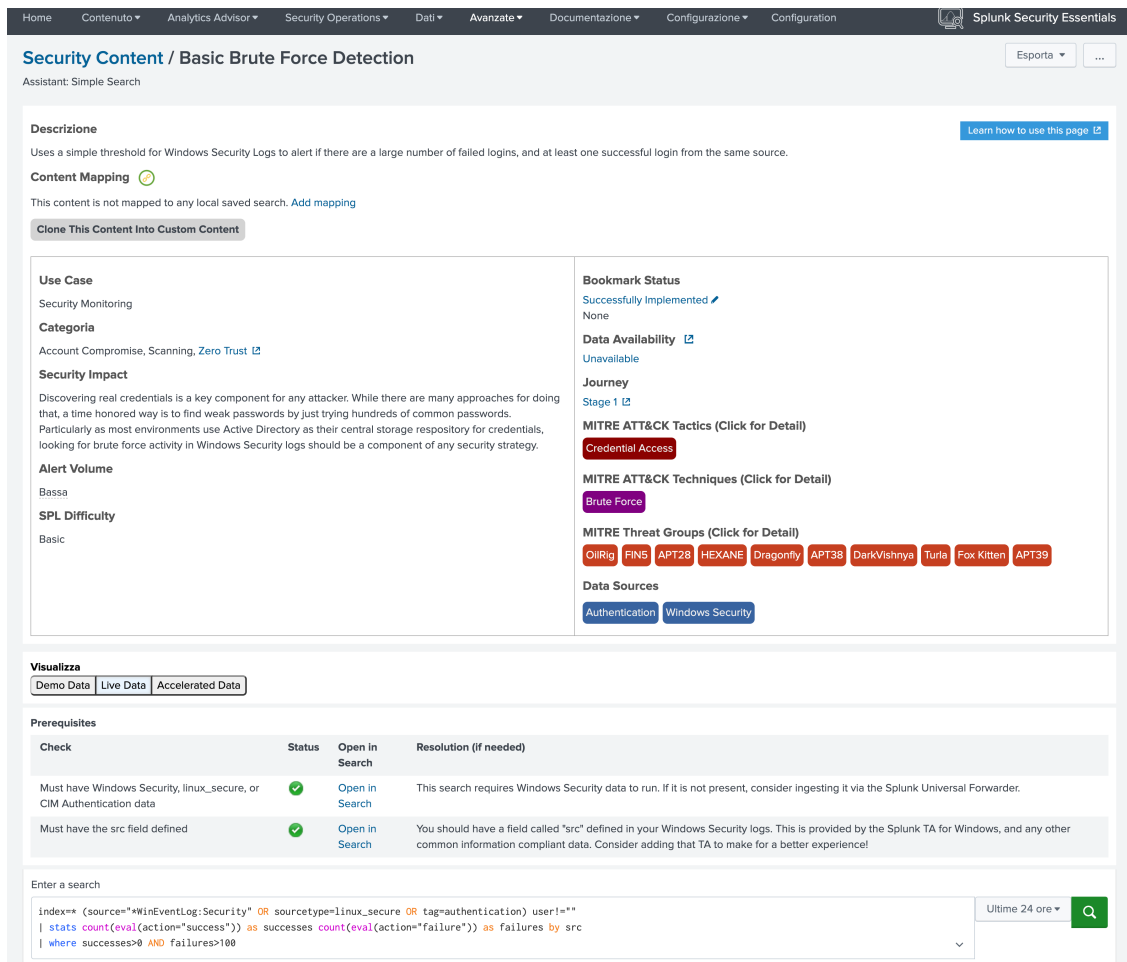 Home Contenuto Analytics Advisor Security Operations Dati Avanzate Documentazione Configurazione Configuration Splunk Security Essentials
Security Content / Basic Brute Force Detection
Esporta ...
Assistant: Simple Search
Descrizione
Learn how to use this page
Uses a simple threshold for Windows Security Logs to alert if there are a large number of failed logins, and at least one successful login from the same source.
Content Mapping
This content is not mapped to any local saved search. Add mapping
Clone This Content Into Custom Content
Use Case
Security Monitoring
Categoria
Account Compromise, Scanning, Zero Trust
Security Impact
Discovering real credentials is a key component for any attacker. While there are many approaches for doing
that, a time honored way is to find weak passwords by just trying hundreds of common passwords.
Particularly as most environments use Active Directory as their central storage respository for credentials,
looking for brute force activity in Windows Security logs should be a component of any security strategy.
Alert Volume
Bassa
SPL Difficulty
Basic
Bookmark Status
Successfully Implemented
None
Data Availability
Unavailable
Journey
Stage 1
MITRE ATT&CK Tactics (Click for Detail)
Credential Access
MITRE ATT&CK Techniques (Click for Detail)
Brute Force
MITRE Threat Groups (Click for Detail)
OilRig FIN5 APT28 HEXANE Dragonfly APT38 DarkVishnya Turla Fox Kitten APT39
Data Sources
Authentication Windows Security
Visualizza
Demo Data Live Data Accelerated Data
Prerequisites
Check Status Open in Search Resolution (if needed)
Must have Windows Security, linux_secure, or
CIM Authentication data
Open in
Search
This search requires Windows Security data to run. If it is not present, consider ingesting it via the Splunk Universal Forwarder.
Must have the src field defined
Open in
Search
You should have a field called "src" defined in your Windows Security logs. This is provided by the Splunk TA for Windows, and any other
common information compliant data. Consider adding that TA to make for a better experience!
Enter a search
index=* (source="*WinEventLog:Security" OR sourcetype=linux_secure OR tag=authentication) user!=""
| stats count(eval(action="success")) as successes count(eval(action="failure")) as failures by src
| where successes>0 AND failures>100
Ultime 24 ore